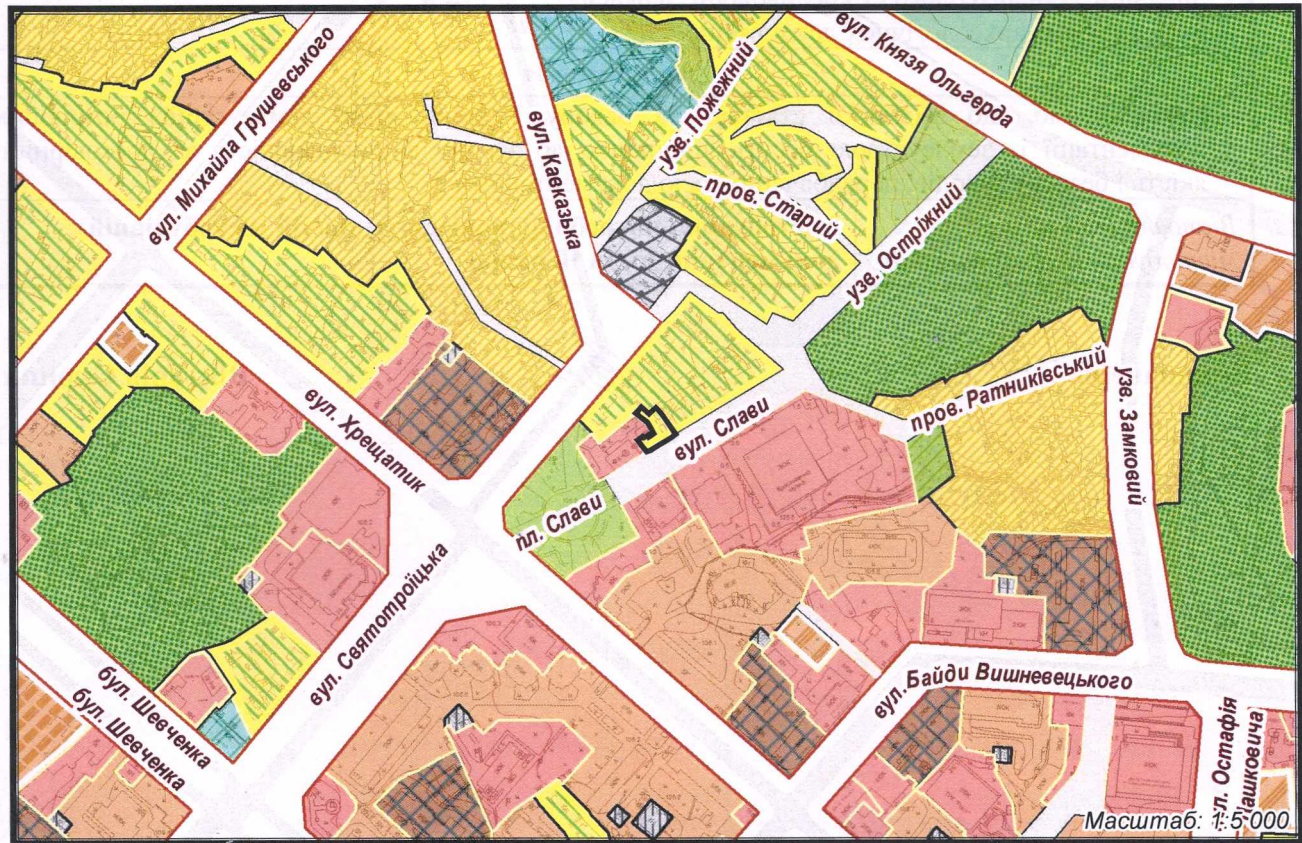 вул. Михайла Грушевського
вул. Кавказька
узв. Пожежний
вул. Князя Ольгерда
пров. Старий
узв. Остріжний
вул. Хрещатик
вул. Слави
пл. Слави
пров. Ратниківський
узв. Замковий
вул. Святотроїцька
бул. Шевченка
бул. Шевченка
вул. Байди Вишневецького
Остафія
Дашковича
Масштаб: 1:5 000